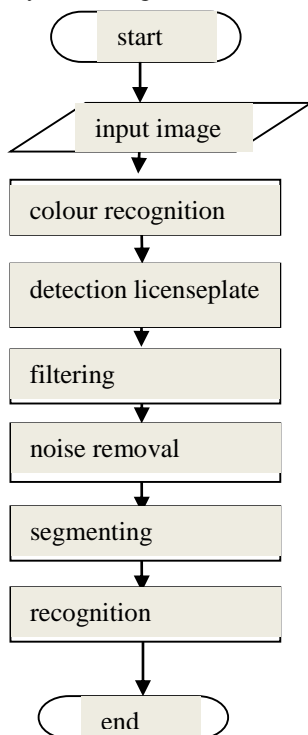 start
input image
colour recognition
detection licenseplate
filtering
noise removal
segmenting
recognition
end